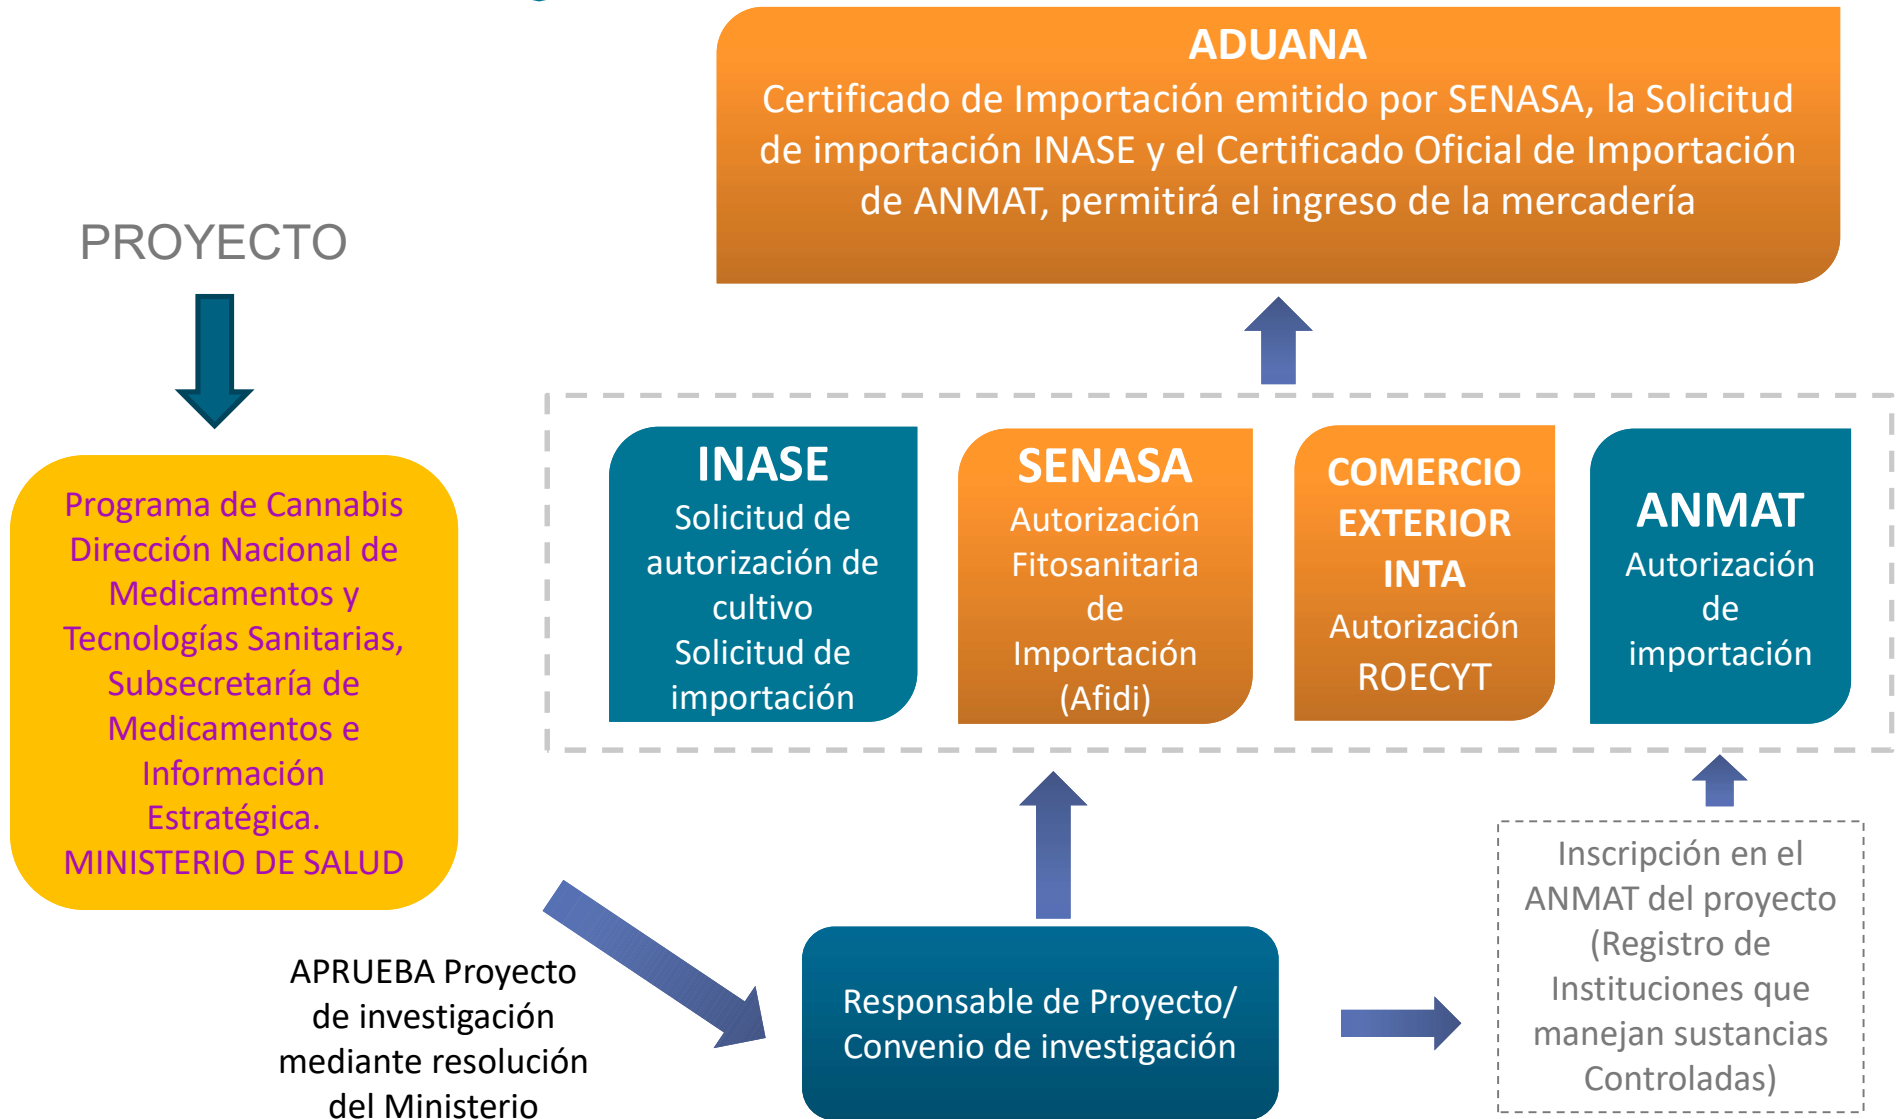 ADUANA
Certificado de Importación emitido por SENASA, la Solicitud
de importación INASE y el Certificado Oficial de Importación
de ANMAT, permitirá el ingreso de la mercadería
PROYECTO
Programa de Cannabis
Dirección Nacional de
Medicamentos y
Tecnologías Sanitarias,
Subsecretaría de
Medicamentos e
Información
Estratégica.
MINISTERIO DE SALUD
INASE
Solicitud de
autorización de
cultivo
Solicitud de
importación
SENASA
Autorización
Fitosanitaria
de
Importación
(Afidi)
COMERCIO
EXTERIOR
INTA
Autorización
ROECYT
ANMAT
Autorización
de
importación
APRUEBA Proyecto
de investigación
mediante resolución
del Ministerio
Responsable de Proyecto/
Convenio de investigación
Inscripción en el
ANMAT del proyecto
(Registro de
Instituciones que
manejan sustancias
Controladas)